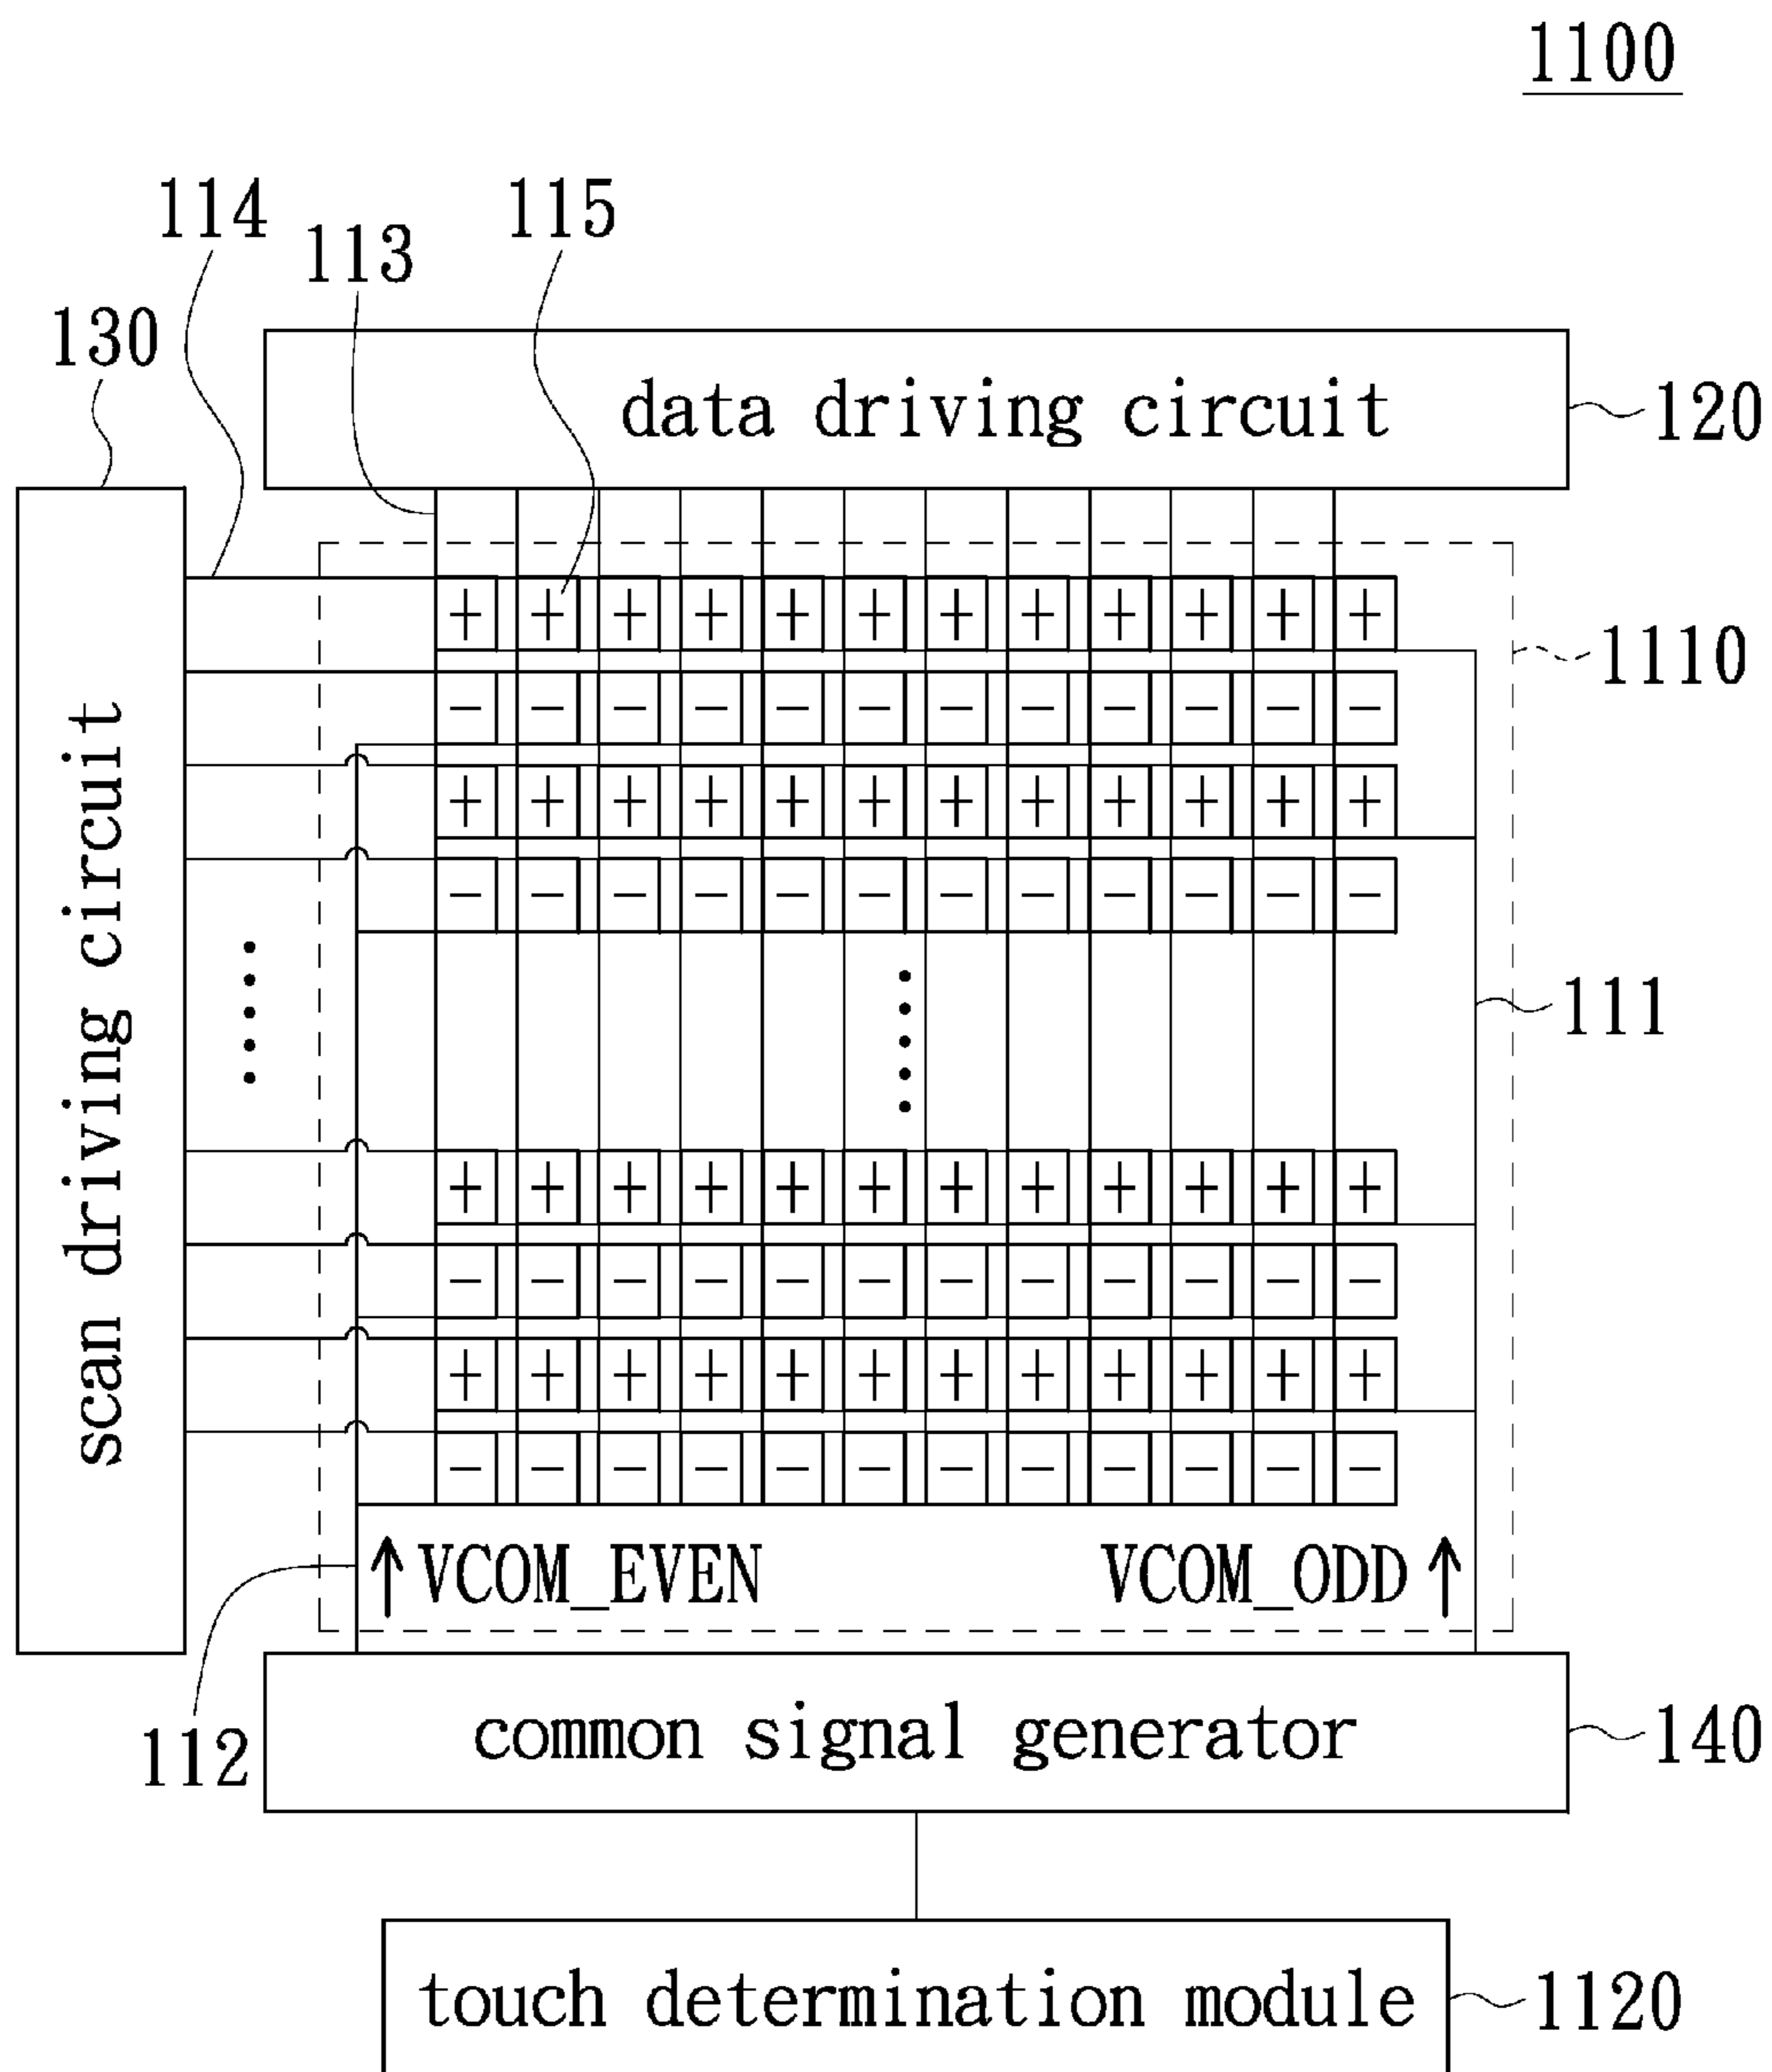 1100
114
113
115
130
data driving circuit
120
1110
scan driving circuit
111
VCOM_EVEN
VCOM_ODD
112
common signal generator
140
touch determination module
1120